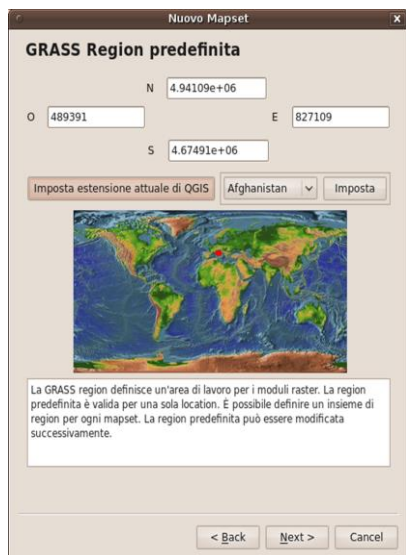 Nuovo Mapset
GRASS Region predefinita
N 4.94109e+06
O 489391 E 827109
S 4.67491e+06
Imposta estensione attuale di QGIS Afghanistan Imposta
La GRASS region definisce un'area di lavoro per i moduli raster. La region
predefinita è valida per una sola location. È possibile definire un insieme di
region per ogni mapset. La region predefinita può essere modificata
successivamente.
< Back Next > Cancel